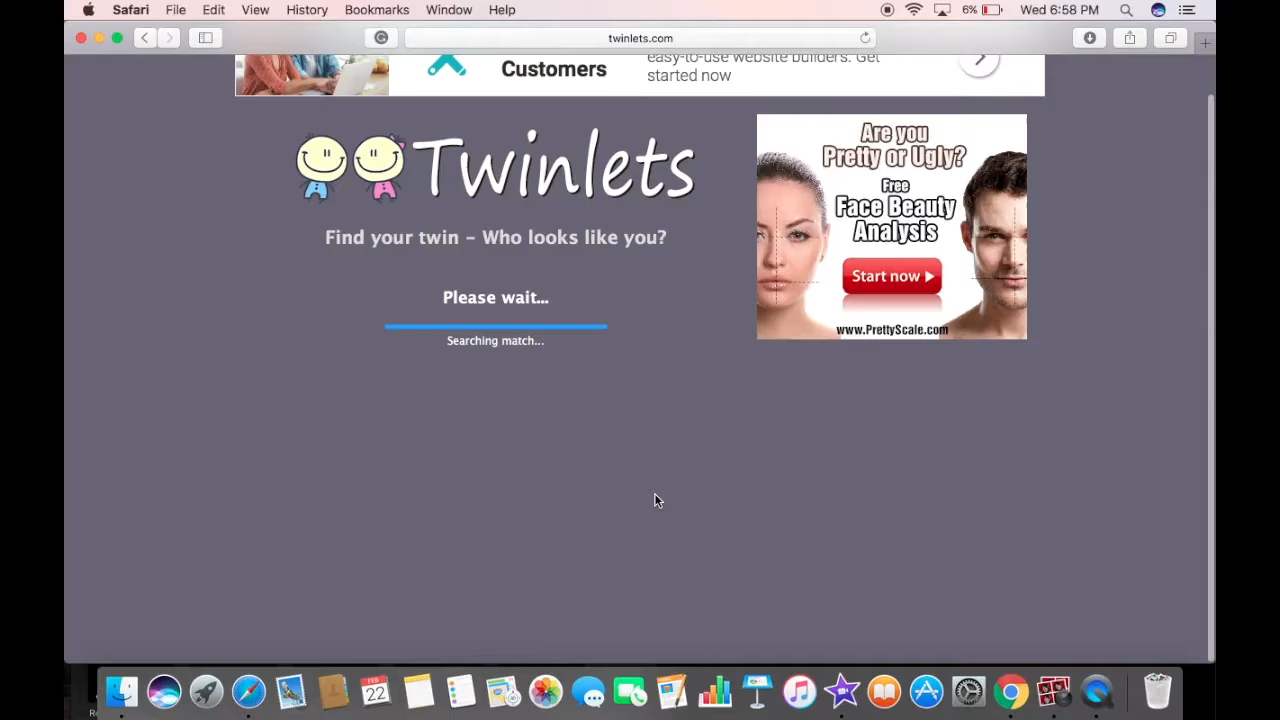 Safari File Edit View History Bookmarks Window Help 6% Wed 6:58 PM
twinlets.com
easy-to-use website builders. Get
Customers
started now
Twinlets
Find your twin – Who looks like you?
Please wait...
Searching match...
Are you
Pretty or Ugly?
Free
Face Beauty
Analysis
Start now
www.PrettyScale.com
FEB
22